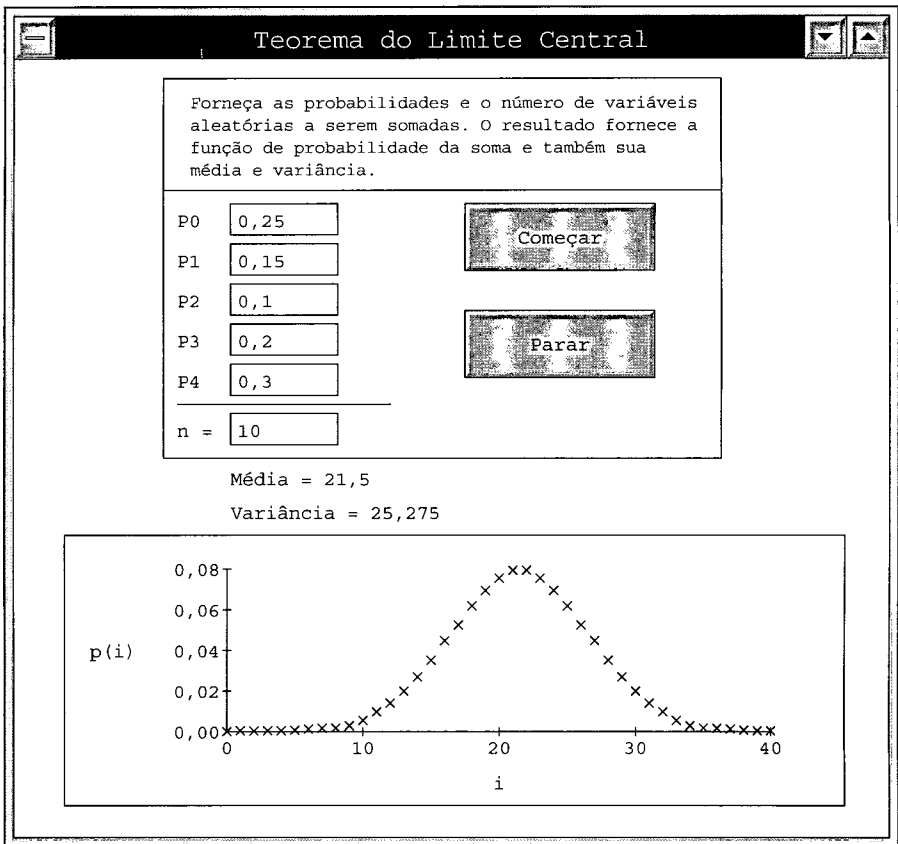 Teorema do Limite Central
Forneça as probabilidades e o número de variáveis
aleatórias a serem somadas. O resultado fornece a
função de probabilidade da soma e também sua
média e variância.
P0 0,25
P1 0,15
P2 0,1
P3 0,2
P4 0,3
n = 10
Começar
Parar
Média = 21,5
Variância = 25,275
0,08
0,06
p(i) 0,04
0,02
0,00
0 10 20 30 40
i